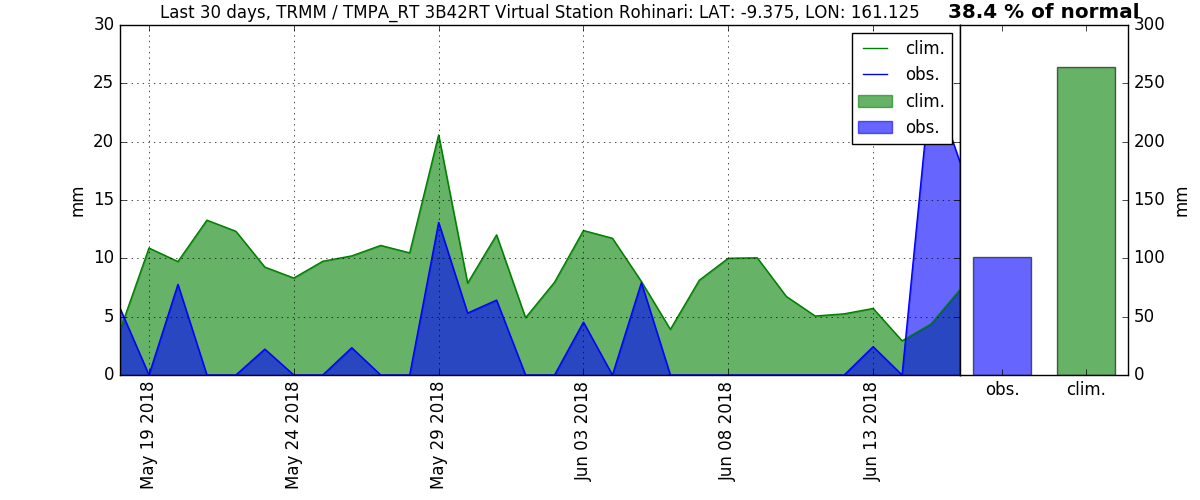 Last 30 days, TRMM / TMPA_RT 3B42RT Virtual Station Rohinari: LAT: -9.375, LON: 161.125
38.4 % of normal
30
25
20
15
10
5
0
mm
clim.
obs.
clim.
obs.
300
250
200
150
100
50
0
mm
May 19 2018
May 24 2018
May 29 2018
Jun 03 2018
Jun 08 2018
Jun 13 2018
obs.
clim.